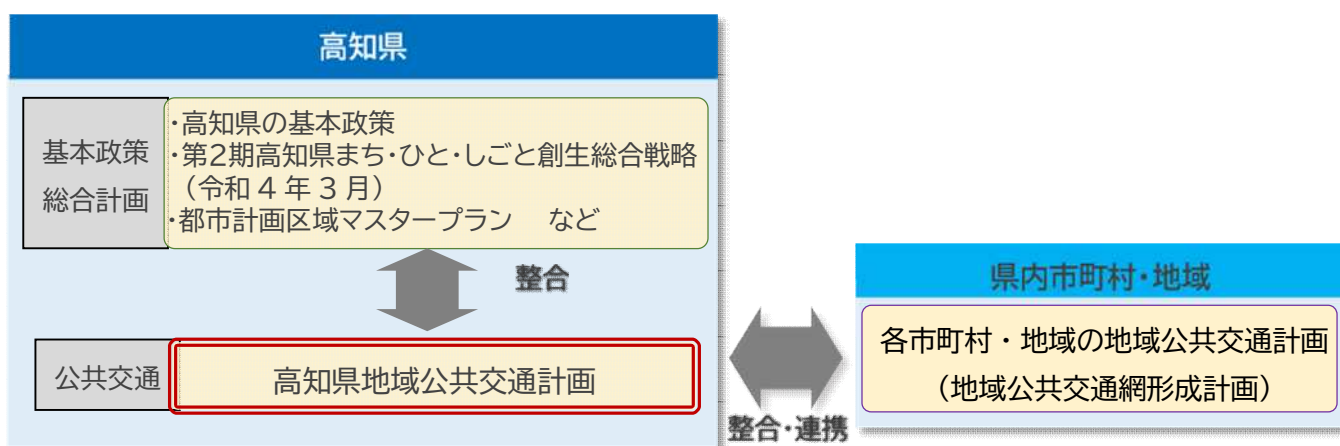 高知県
基本政策
総合計画
・高知県の基本政策
・第2期高知県まち・ひと・しごと創生総合戦略
（令和4年3月）
・都市計画区域マスタープラン　など
整合
公共交通
高知県地域公共交通計画
整合・連携
県内市町村・地域
各市町村・地域の地域公共交通計画
（地域公共交通網形成計画）